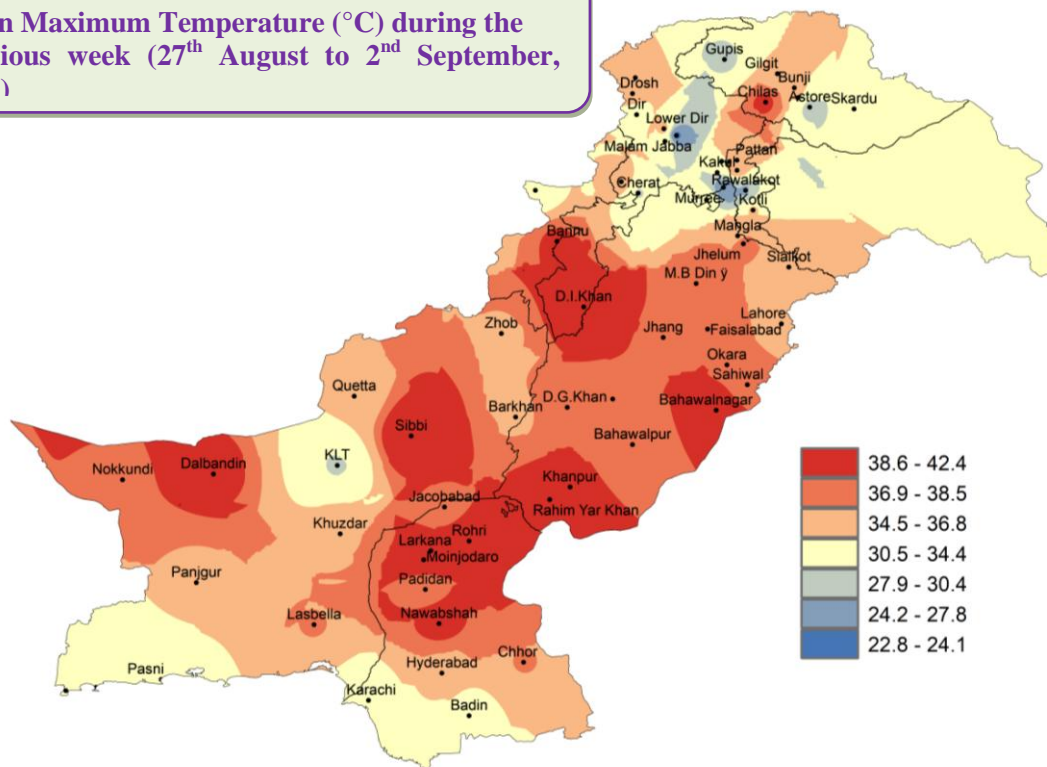 n Maximum Temperature (°C) during the
ious week (27th August to 2nd September,
)
Gupis
Gilgit
Bunji
Drosh
Chilas
Astore
Skardu
Dir
Lower Dir
Malam Jabba
Pattan
Kakul
Cherat
Rawalakot
Murree
Kotli
Mangla
Bannu
Jhelum
Sialkot
M.B Din ÿ
D.I.Khan
Lahore
Zhob
Jhang
Faisalabad
Okara
Sahiwal
Quetta
Barkhan
D.G.Khan
Bahawalnagar
Sibbi
Bahawalpur
KLT
Nokkundi
Dalbandin
Khanpur
Jacobabad
Rahim Yar Khan
Khuzdar
Rohri
Larkana
Moinjodaro
Panjgur
Padidan
Lasbella
Nawabshah
Chhor
Hyderabad
Pasni
Karachi
Badin
38.6 - 42.4
36.9 - 38.5
34.5 - 36.8
30.5 - 34.4
27.9 - 30.4
24.2 - 27.8
22.8 - 24.1